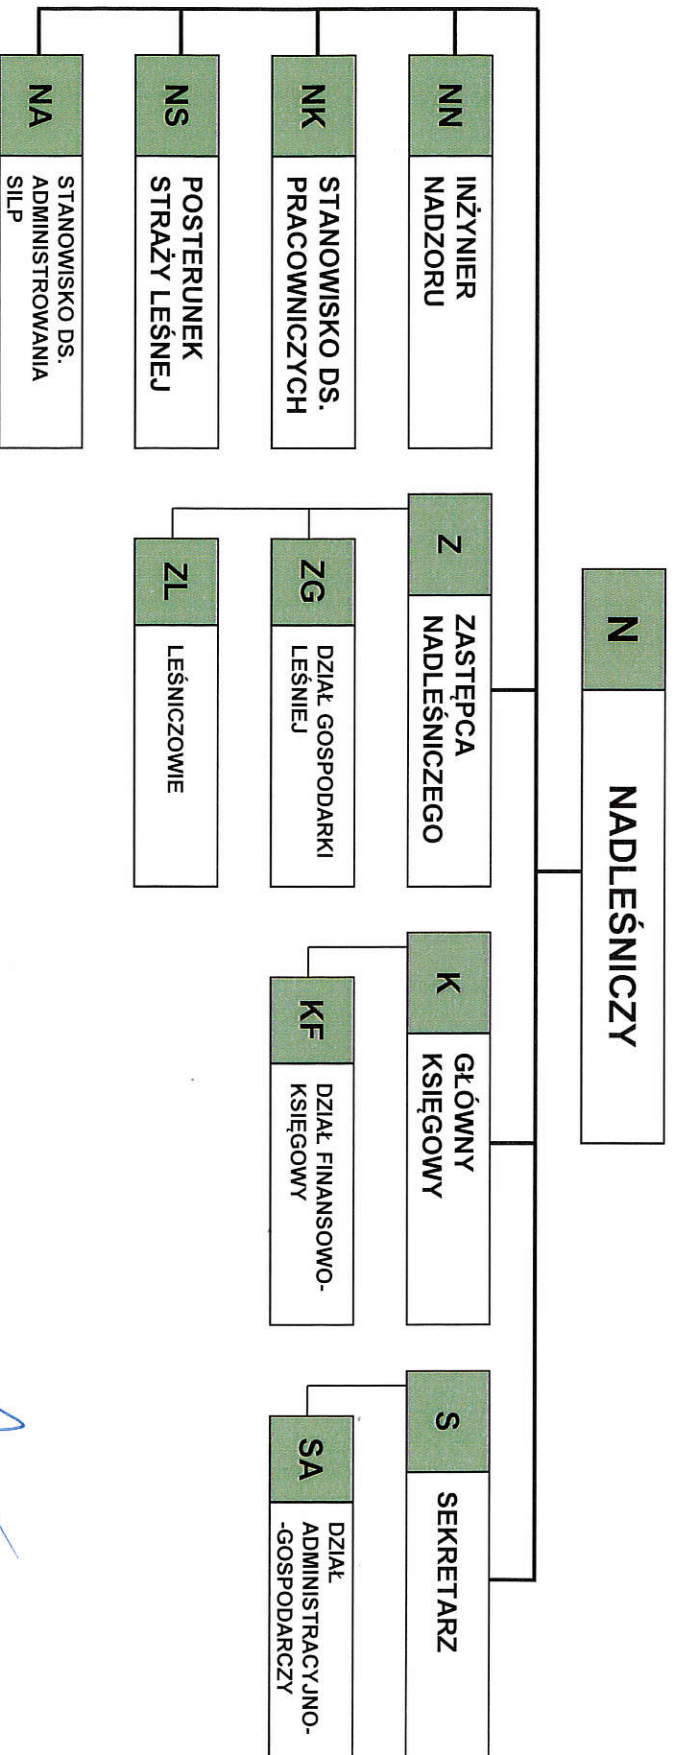 N
NADLEŚNICZY
NN
INŻYNIER
NADZORU
NK
STANOWISKO DS.
PRACOWNICZYCH
NS
POSTERUNEK
STRAŻY LEŚNEJ
NA
STANOWISKO DS.
ADMINISTROWANIA
SILP
Z
ZASTĘPCA
NADLEŚNICZEGO
ZG
DZIAŁ GOSPODARKI
LEŚNIEJ
ZL
LEŚNICZOWIE
K
GŁÓWNY
KSIĘGOWY
KF
DZIAŁ FINANSOWO-
KSIĘGOWY
S
SEKRETARZ
SA
DZIAŁ
ADMINISTRACYJNO-
-GOSPODARCZY